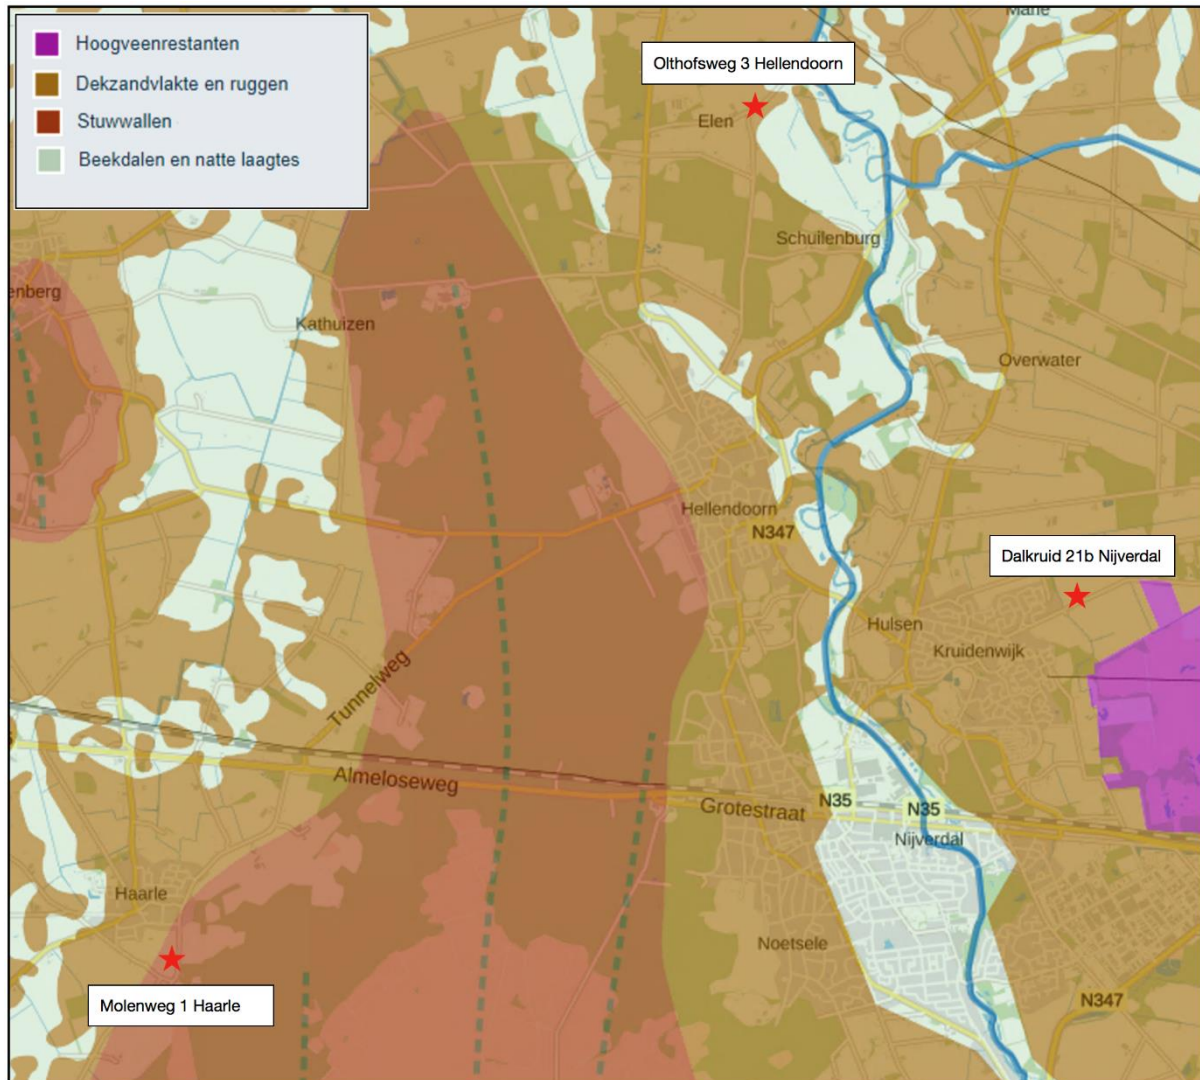 Hoogveenrestanten
Dekzandvlakte en ruggen
Stuwwallen
Beekdalen en natte laagtes
Marle
Olthofsweg 3 Hellendoorn
Elen
Schuilenburg
enberg
Kathuizen
Overwater
Hellendoorn
N347
Dalkruid 21b Nijverdal
Hulsen
Kruidenwijk
Tunnelweg
Almeloseweg
Grotestraat
N35
N35
Nijverdal
Haarle
Noetsele
Molenweg 1 Haarle
N347